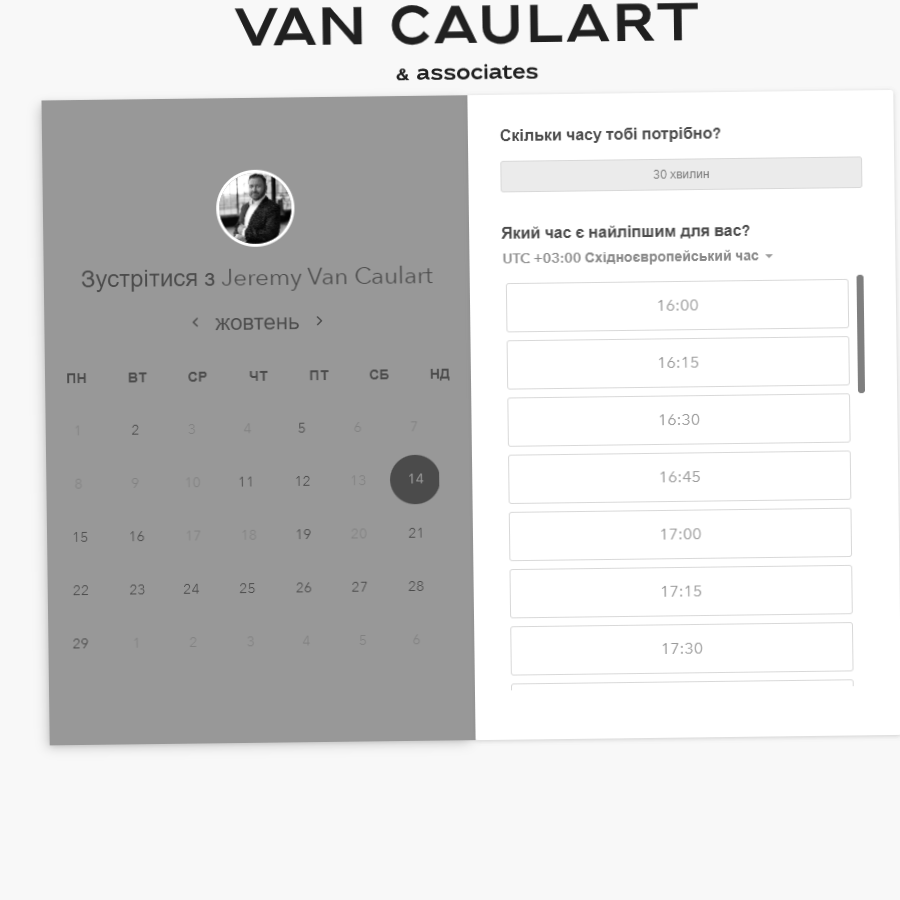 VAN CAULART
& associates
Зустрітися з Jeremy Van Caulart
жовтень
ПН ВТ СР ЧТ ПТ СБ НД
1 2 3 4 5 6 7
8 9 10 11 12 13 14
15 16 17 18 19 20 21
22 23 24 25 26 27 28
29 1 2 3 4 5 6
Скільки часу тобі потрібно?
30 хвилин
Який час є найліпшим для вас?
UTC +03:00 Східноєвропейський час
16:00
16:15
16:30
16:45
17:00
17:15
17:30